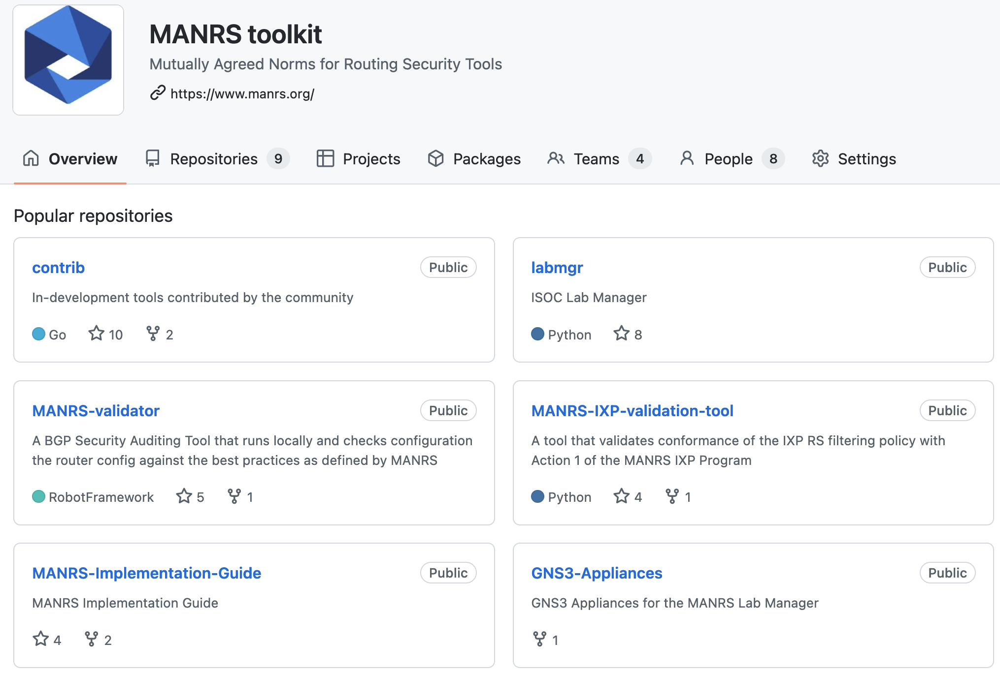 MANRS toolkit
Mutually Agreed Norms for Routing Security Tools
https://www.manrs.org/
Overview Repositories 9 Projects Packages Teams 4 People 8 Settings
Popular repositories
contrib Public
In-development tools contributed by the community
Go 10 2
labmgr Public
ISOC Lab Manager
Python 8
MANRS-validator Public
A BGP Security Auditing Tool that runs locally and checks configuration
the router config against the best practices as defined by MANRS
RobotFramework 5 1
MANRS-IXP-validation-tool Public
A tool that validates conformance of the IXP RS filtering policy with
Action 1 of the MANRS IXP Program
Python 4 1
MANRS-Implementation-Guide Public
MANRS Implementation Guide
4 2
GNS3-Appliances Public
GNS3 Appliances for the MANRS Lab Manager
1